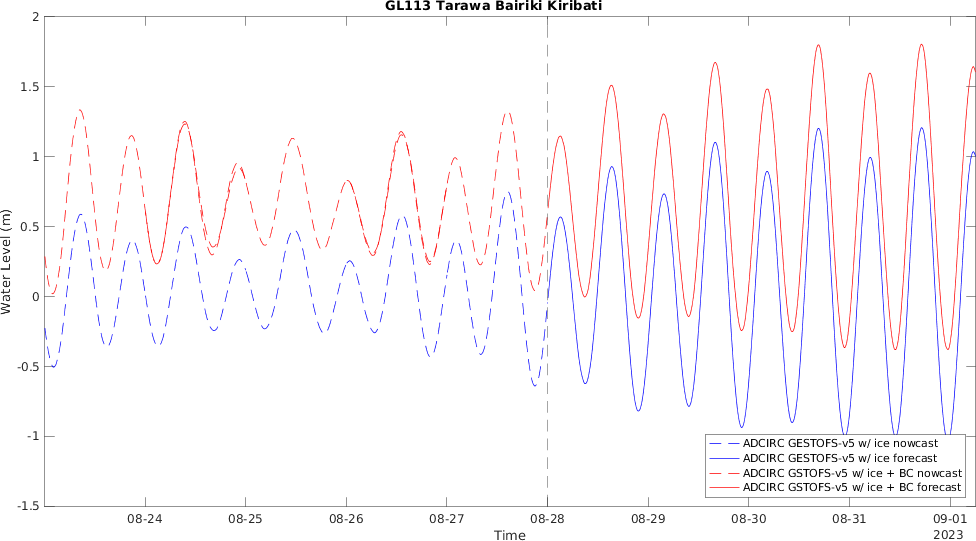 GL113 Tarawa Bairiki Kiribati
2
1.5
1
0.5
0
-0.5
-1
-1.5
Water Level (m)
ADCIRC GESTOFS-v5 w/ ice nowcast
ADCIRC GESTOFS-v5 w/ ice forecast
ADCIRC GSTOFS-v5 w/ ice + BC nowcast
ADCIRC GSTOFS-v5 w/ ice + BC forecast
08-24 08-25 08-26 08-27 08-28 08-29 08-30 08-31 09-01
Time 2023